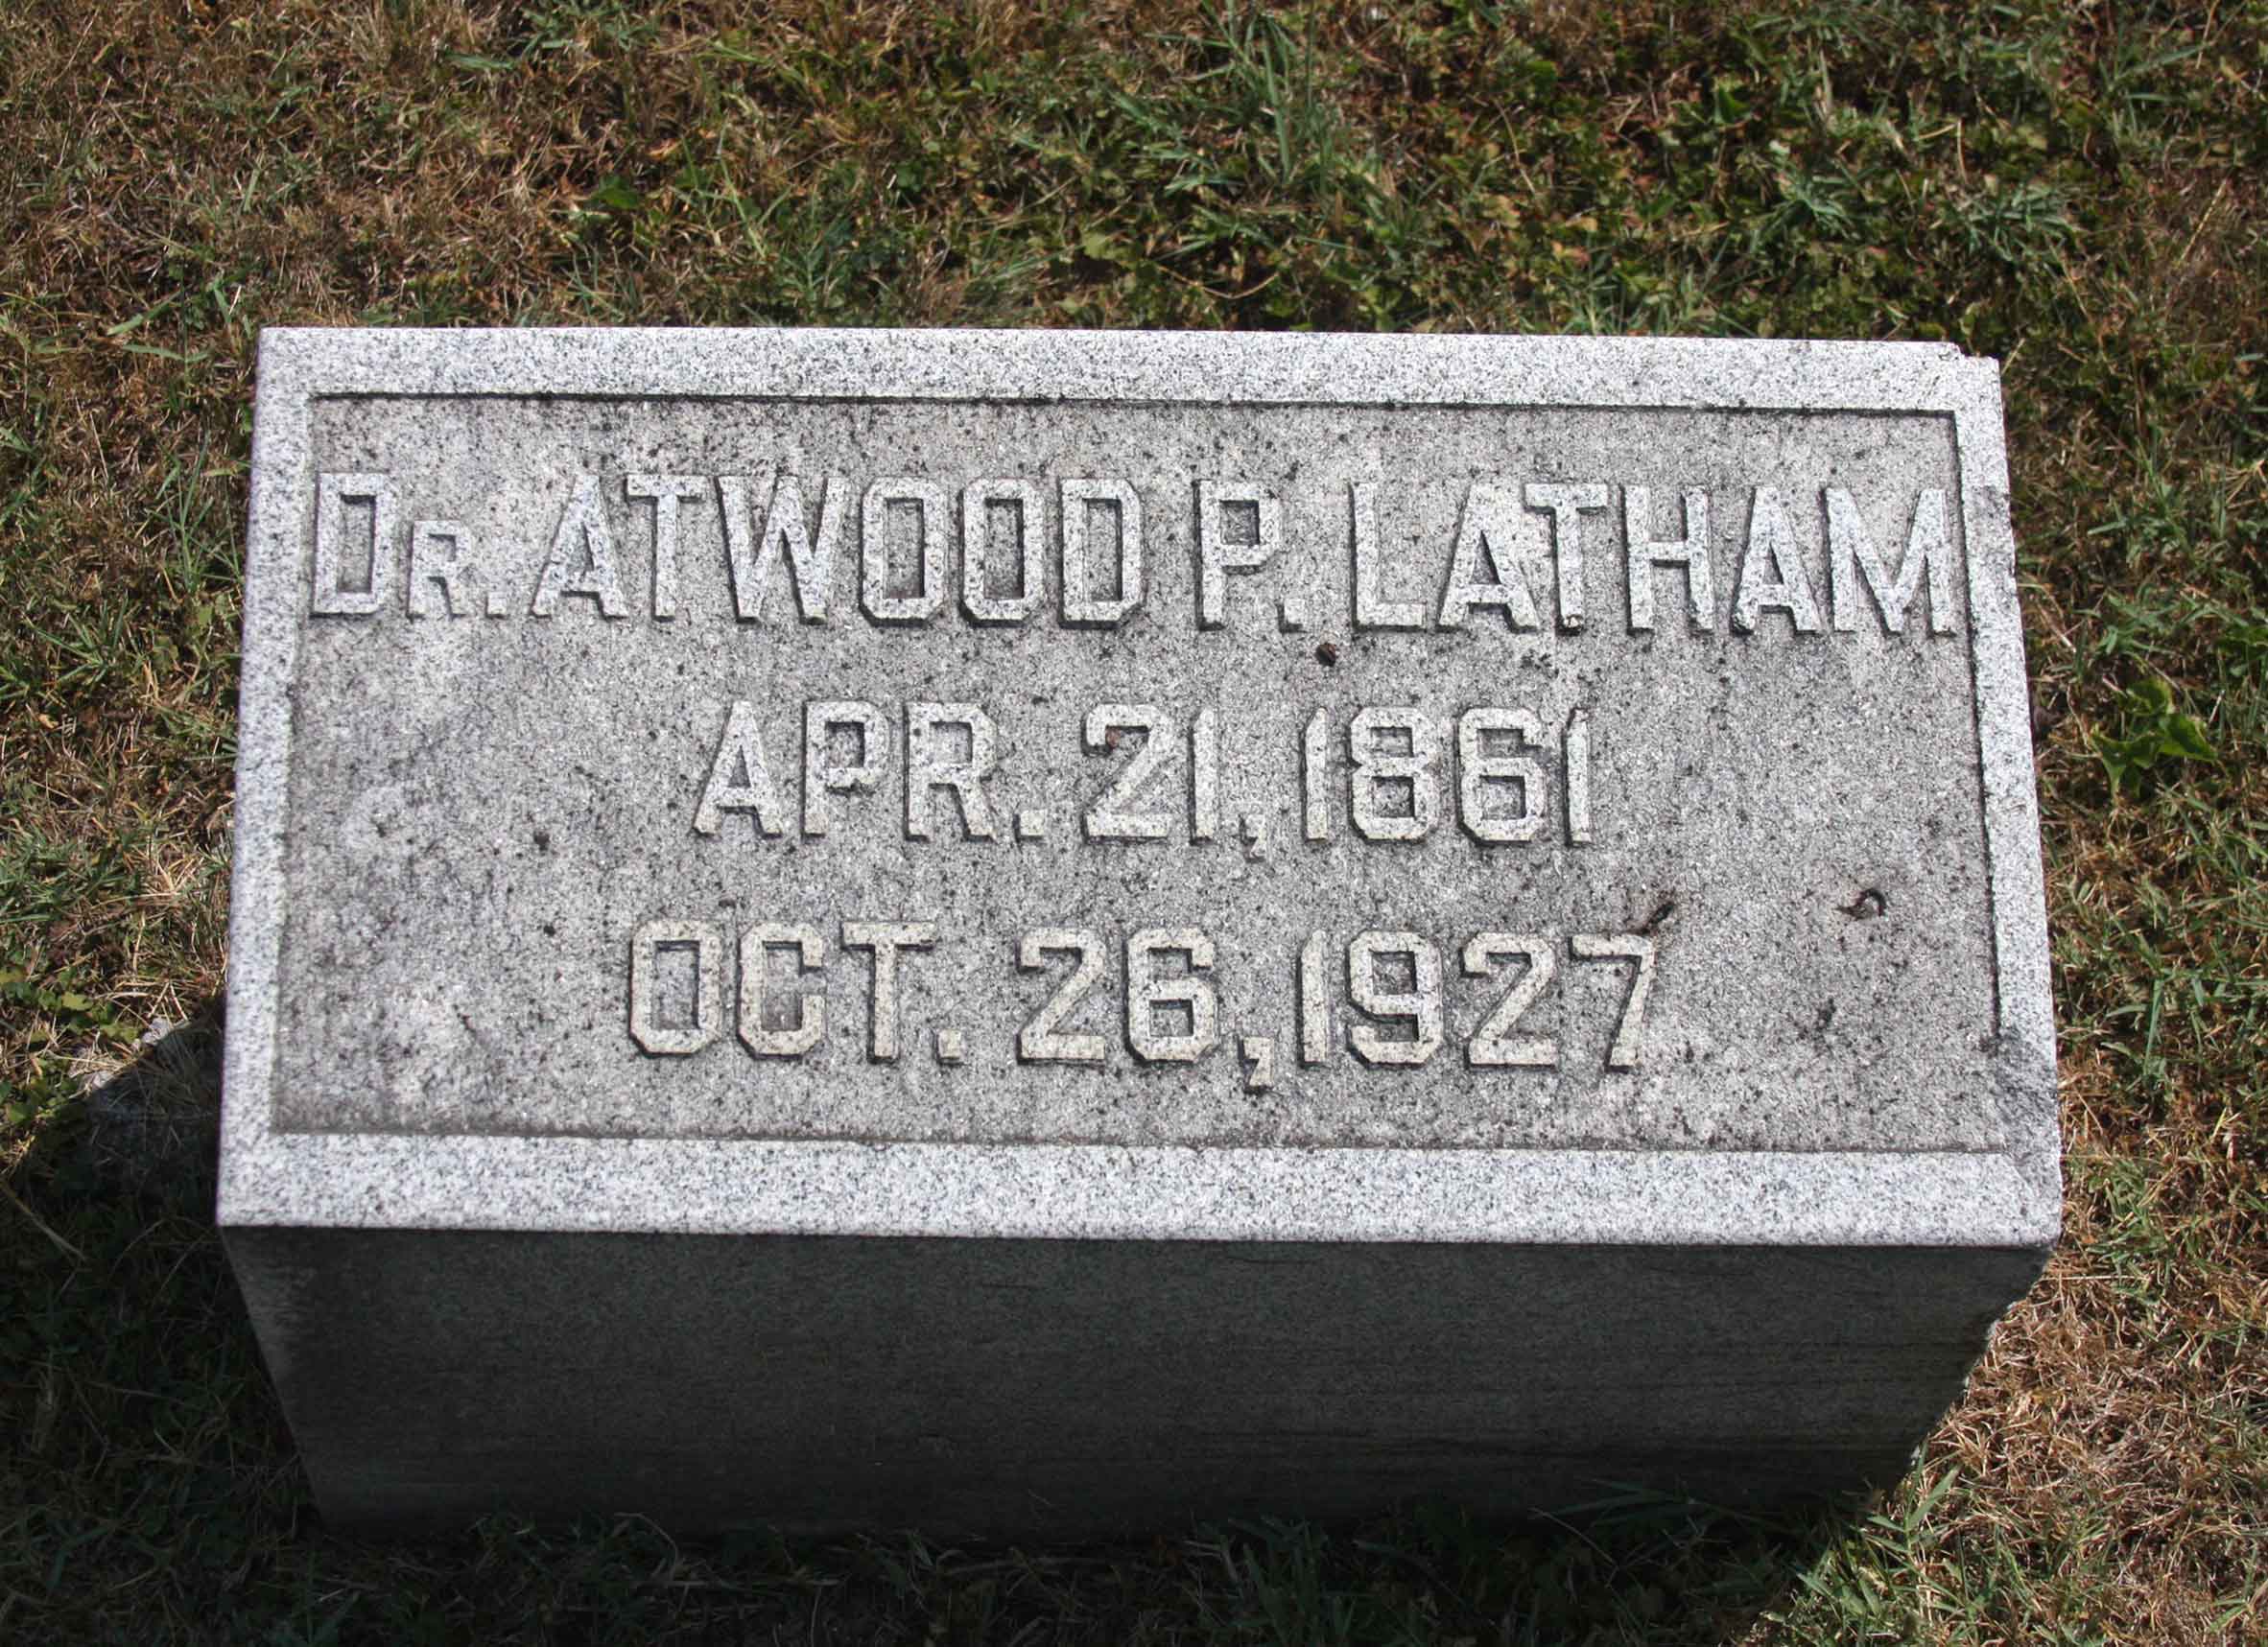 Dr. ATWOOD P. LATHAM
APR. 21, 1861
OCT. 26, 1927